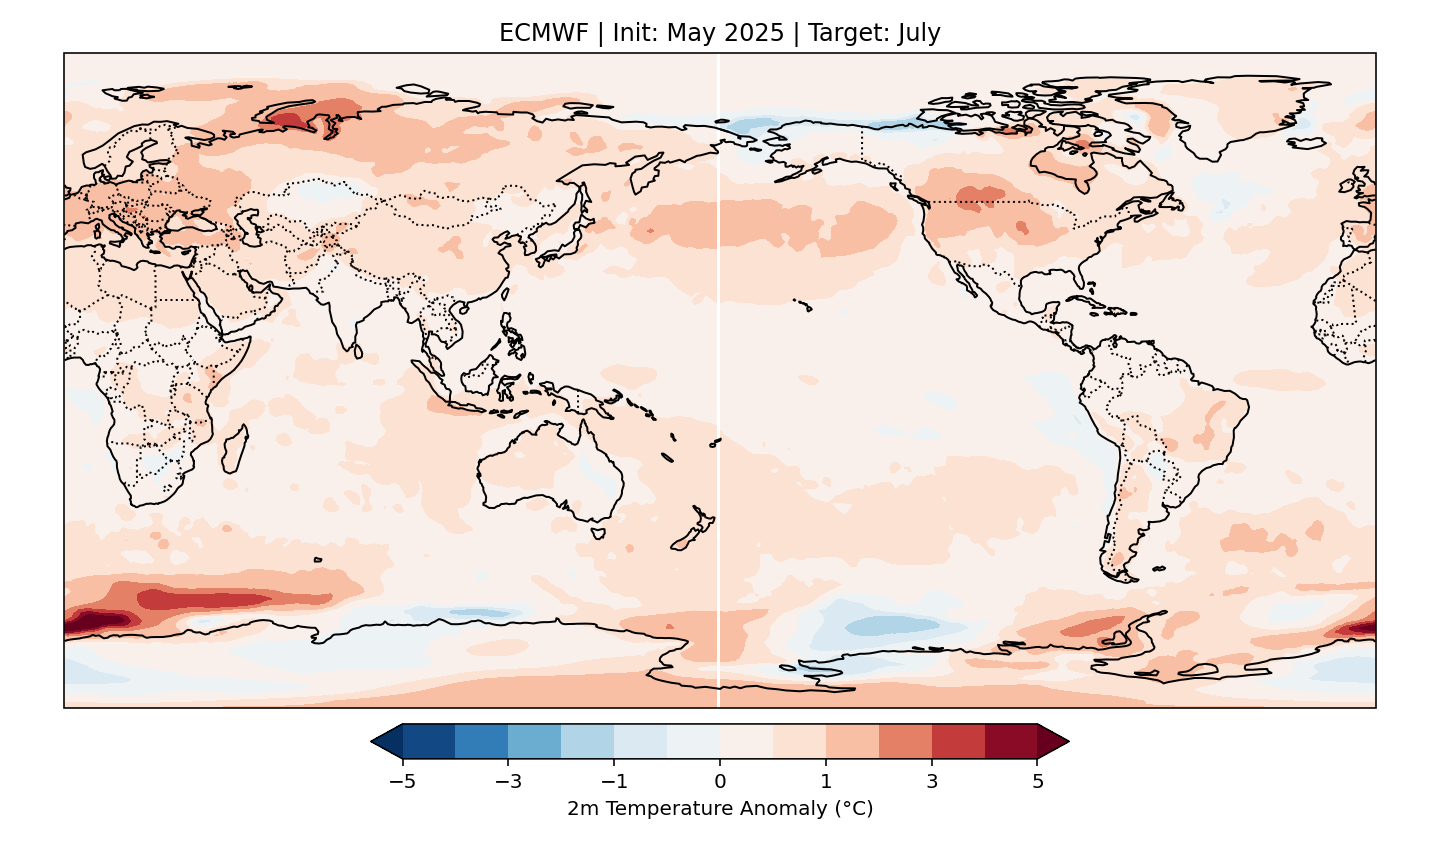 ECMWF | Init: May 2025 | Target: July
−5 −3 −1 0 1 3 5
2m Temperature Anomaly (°C)